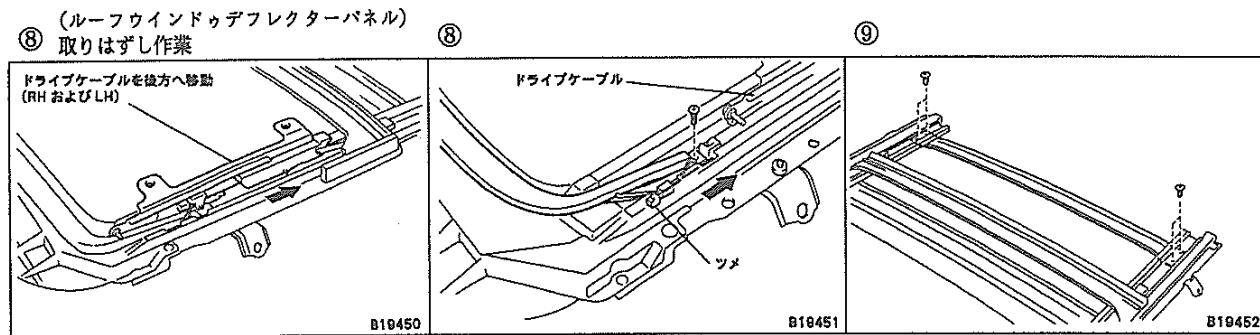 ⑧ (ルーフウインドゥデフレクターパネル)
取りはずし作業
ドライブケーブルを後方へ移動
(RH および LH)
B19450
⑧
ドライブケーブル
ツメ
B19451
⑨
B19452